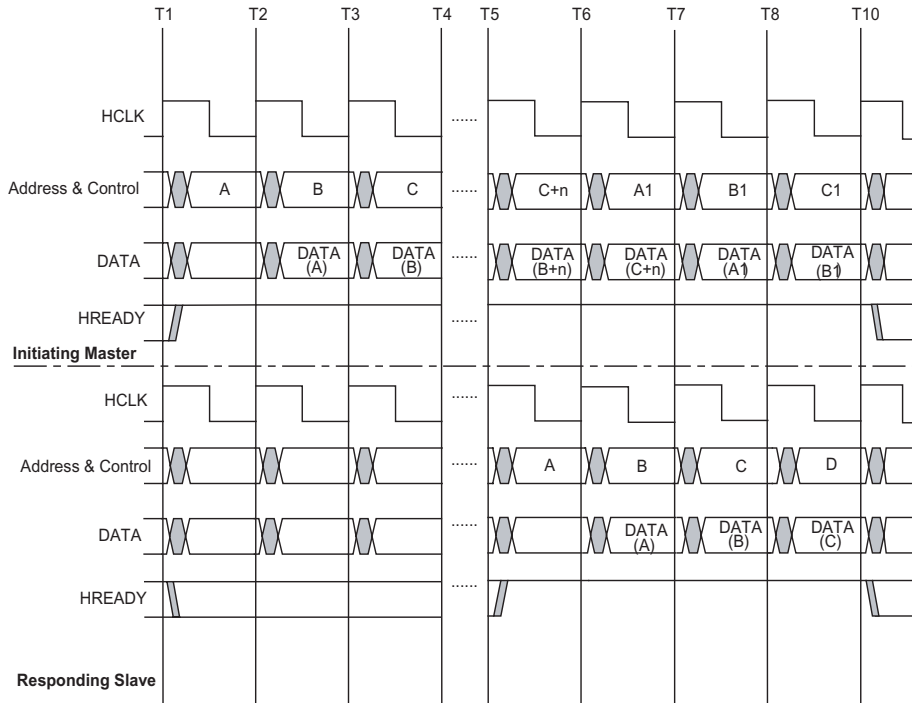 T1 T2 T3 T4 T5 T6 T7 T8 T10
HCLK ......
Address & Control A B C ...... C+n A1 B1 C1
DATA DATA (A) DATA (B) ...... DATA (B+n) DATA (C+n) DATA (A1) DATA (B1)
HREADY ......
Initiating Master
HCLK ......
Address & Control ...... A B C D
DATA ...... DATA (A) DATA (B) DATA (C)
HREADY ......
Responding Slave